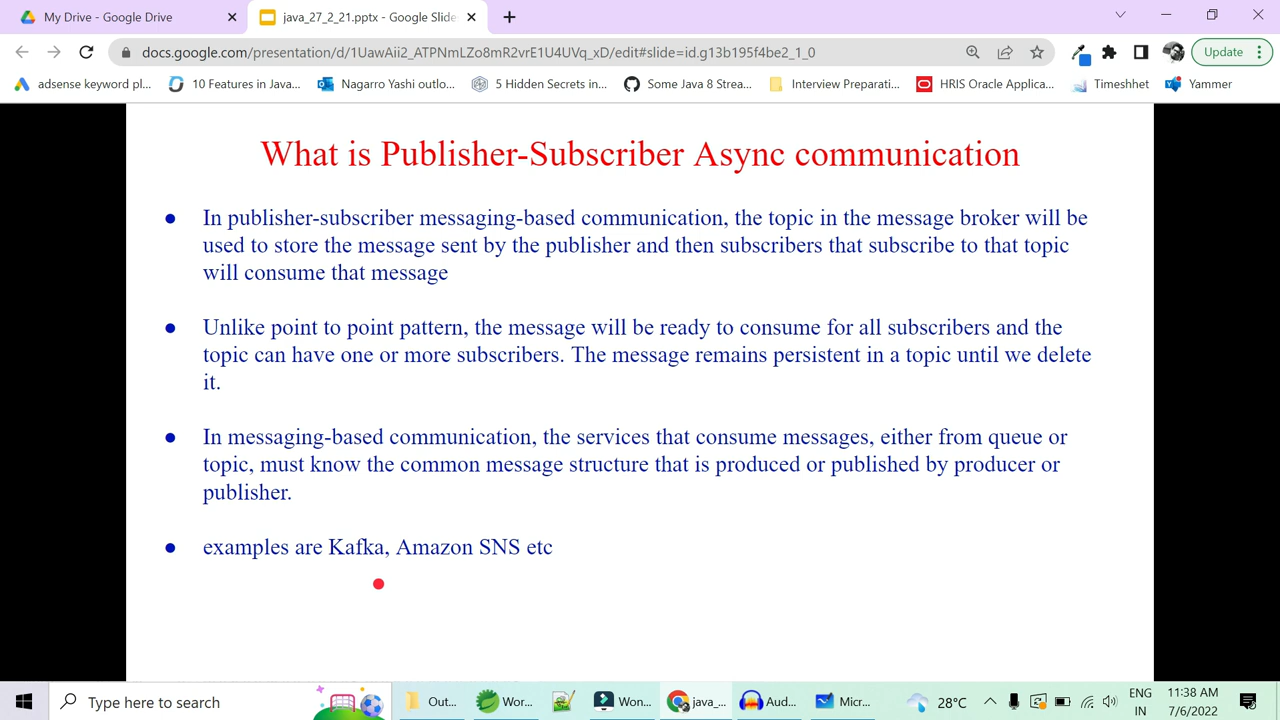 My Drive - Google Drive
java_27_2_21.pptx - Google Slide
docs.google.com/presentation/d/1UawAii2_ATPNmLZo8mR2vrE1U4UVq_xD/edit#slide=id.g13b195f4be2_1_0
Update
adsense keyword pl...
10 Features in Java...
Nagarro Yashi outlo...
5 Hidden Secrets in...
Some Java 8 Strea...
Interview Preparati...
HRIS Oracle Applica...
Timeshhet
Yammer
What is Publisher-Subscriber Async communication
● In publisher-subscriber messaging-based communication, the topic in the message broker will be
used to store the message sent by the publisher and then subscribers that subscribe to that topic
will consume that message
● Unlike point to point pattern, the message will be ready to consume for all subscribers and the
topic can have one or more subscribers. The message remains persistent in a topic until we delete
it.
● In messaging-based communication, the services that consume messages, either from queue or
topic, must know the common message structure that is produced or published by producer or
publisher.
● examples are Kafka, Amazon SNS etc
Type here to search
Out...
Wor...
Won...
java_...
Aud...
Micr...
28°C
ENG
IN
11:38 AM
7/6/2022